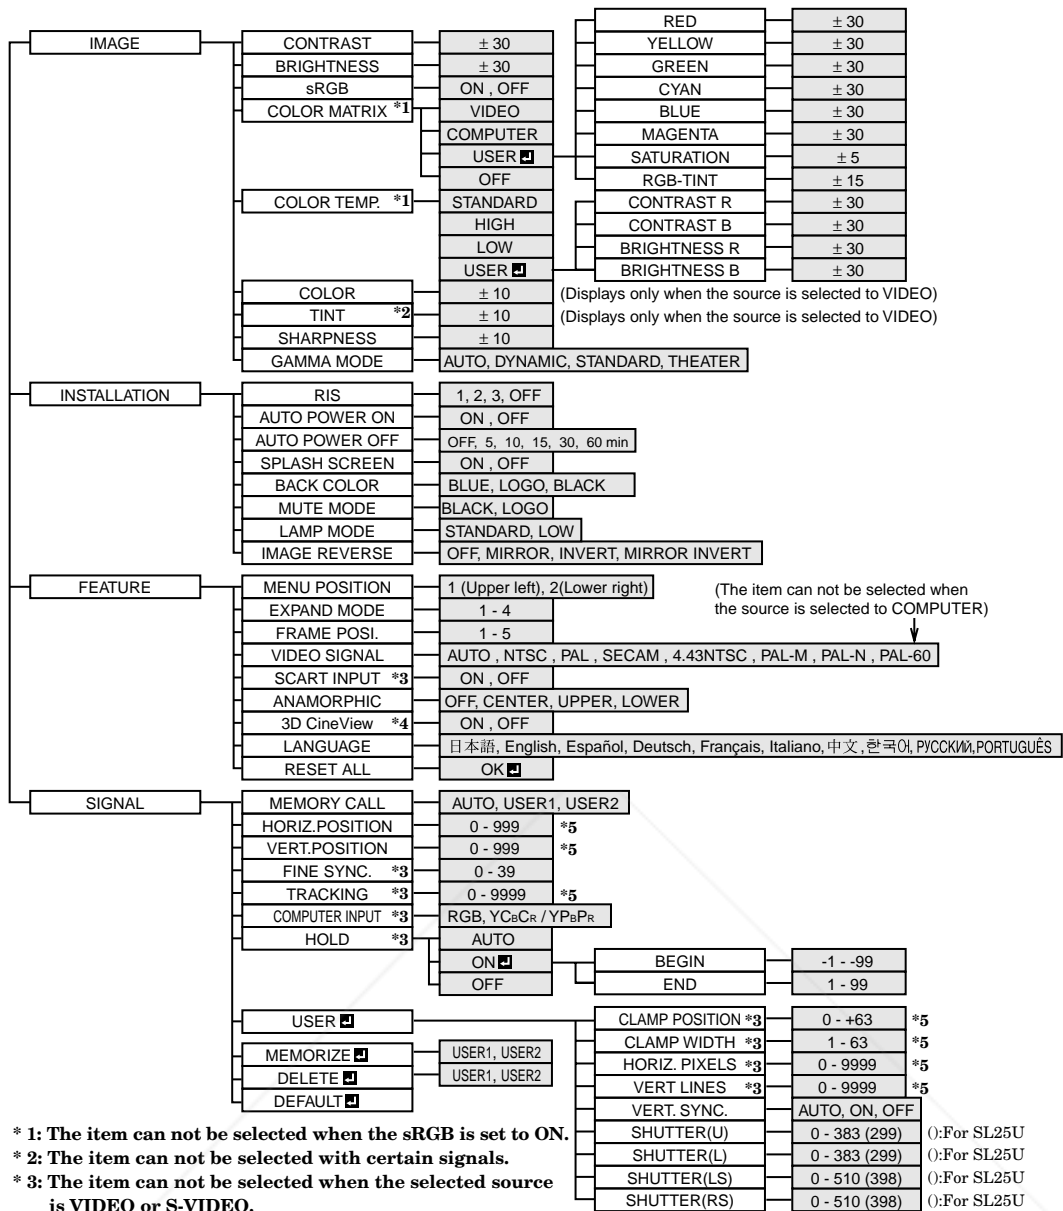 RED ± 30
IMAGE CONTRAST ± 30 YELLOW ± 30
BRIGHTNESS ± 30 GREEN ± 30
sRGB ON , OFF CYAN ± 30
COLOR MATRIX *1 VIDEO BLUE ± 30
COMPUTER MAGENTA ± 30
USER SATURATION ± 5
OFF RGB-TINT ± 15
COLOR TEMP. *1 STANDARD CONTRAST R ± 30
HIGH CONTRAST B ± 30
LOW BRIGHTNESS R ± 30
USER BRIGHTNESS B ± 30
COLOR ± 10 (Displays only when the source is selected to VIDEO)
TINT *2 ± 10 (Displays only when the source is selected to VIDEO)
SHARPNESS ± 10
GAMMA MODE AUTO, DYNAMIC, STANDARD, THEATER
INSTALLATION RIS 1, 2, 3, OFF
AUTO POWER ON ON , OFF
AUTO POWER OFF OFF, 5, 10, 15, 30, 60 min
SPLASH SCREEN ON , OFF
BACK COLOR BLUE, LOGO, BLACK
MUTE MODE BLACK, LOGO
LAMP MODE STANDARD, LOW
IMAGE REVERSE OFF, MIRROR, INVERT, MIRROR INVERT
FEATURE MENU POSITION 1 (Upper left), 2(Lower right) (The item can not be selected when
EXPAND MODE 1 - 4 the source is selected to COMPUTER)
FRAME POSI. 1 - 5
VIDEO SIGNAL AUTO , NTSC , PAL , SECAM , 4.43NTSC , PAL-M , PAL-N , PAL-60
SCART INPUT *3 ON , OFF
ANAMORPHIC OFF, CENTER, UPPER, LOWER
3D CineView *4 ON , OFF
LANGUAGE 日本語, English, Español, Deutsch, Français, Italiano, 中文, 한국어, РУССКИЙ, PORTUGUÊS
RESET ALL OK
SIGNAL MEMORY CALL AUTO, USER1, USER2
HORIZ.POSITION 0 - 999 *5
VERT.POSITION 0 - 999 *5
FINE SYNC. *3 0 - 39
TRACKING *3 0 - 9999 *5
COMPUTER INPUT *3 RGB, YCBCR / YPBPR
HOLD *3 AUTO
ON BEGIN -1 - -99
OFF END 1 - 99
USER CLAMP POSITION *3 0 - +63 *5
CLAMP WIDTH *3 1 - 63 *5
MEMORIZE USER1, USER2 HORIZ. PIXELS *3 0 - 9999 *5
DELETE USER1, USER2 VERT LINES *3 0 - 9999 *5
DEFAULT VERT. SYNC. AUTO, ON, OFF
* 1: The item can not be selected when the sRGB is set to ON. SHUTTER(U) 0 - 383 (299) ():For SL25U
* 2: The item can not be selected with certain signals. SHUTTER(L) 0 - 383 (299) ():For SL25U
* 3: The item can not be selected when the selected source SHUTTER(LS) 0 - 510 (398) ():For SL25U
is VIDEO or S-VIDEO. SHUTTER(RS) 0 - 510 (398) ():For SL25U